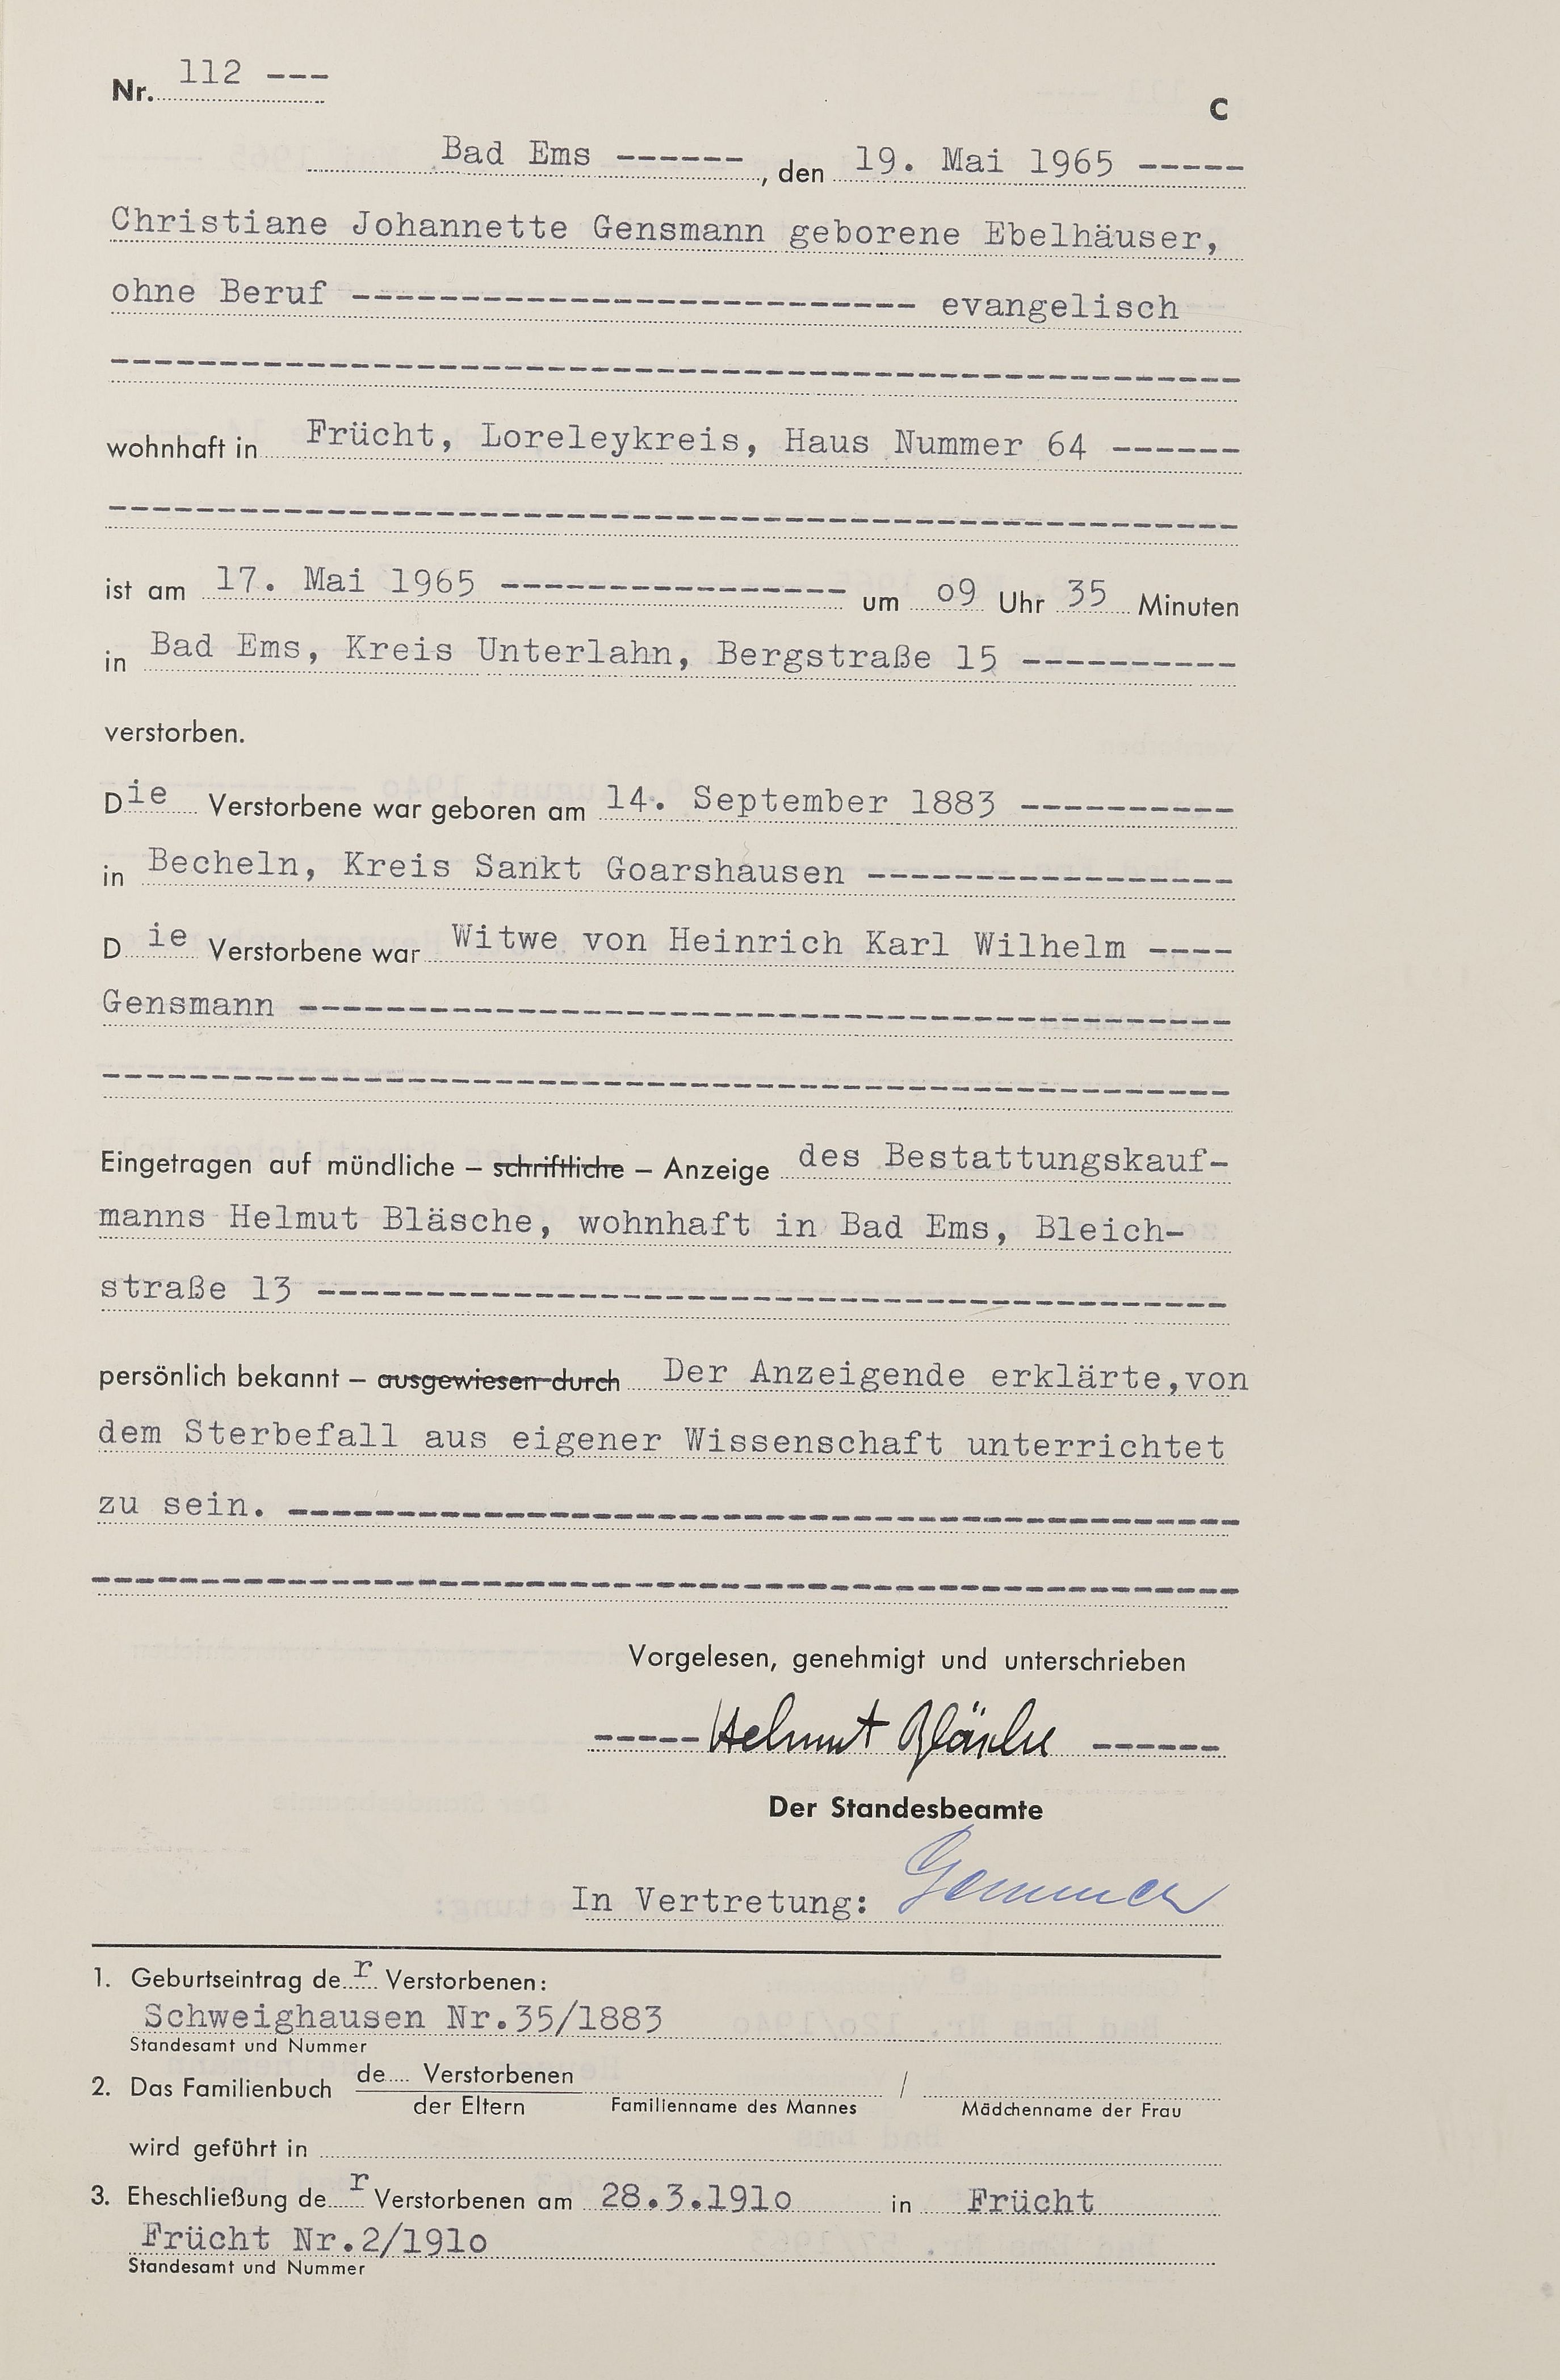 Nr. 112 ---
C
Bad Ems ------, den 19. Mai 1965 -----
Christiane Johannette Gensmann geborene Ebelhäuser,
ohne Beruf -------------------------- evangelisch
----------------------------------------------------
wohnhaft in Frücht, Loreleykreis, Haus Nummer 64 ------
----------------------------------------------------
ist am 17. Mai 1965 ---------------- um o9 Uhr 35 Minuten
in Bad Ems, Kreis Unterlahn, Bergstraße 15 ----------
verstorben.
Die Verstorbene war geboren am 14. September 1883 ----------
in Becheln, Kreis Sankt Goarshausen -----------------
Die Verstorbene war Witwe von Heinrich Karl Wilhelm ----
Gensmann -------------------------------------------
----------------------------------------------------
Eingetragen auf mündliche – schriftliche – Anzeige des Bestattungskauf-
manns Helmut Bläsche, wohnhaft in Bad Ems, Bleich-
straße 13 ------------------------------------------
persönlich bekannt – ausgewiesen durch Der Anzeigende erklärte,von
dem Sterbefall aus eigener Wissenschaft unterrichtet
zu sein. --------------------------------------------
-----------------------------------------------------
Vorgelesen, genehmigt und unterschrieben
----- Helmut Bläsche ------
Der Standesbeamte
In Vertretung:
1. Geburtseintrag der Verstorbenen:
Schweighausen Nr.35/1883
Standesamt und Nummer
2. Das Familienbuch de.... Verstorbenen /
der Eltern Familienname des Mannes Mädchenname der Frau
wird geführt in
3. Eheschließung der Verstorbenen am 28.3.191o in Frücht
Frücht Nr.2/191o
Standesamt und Nummer